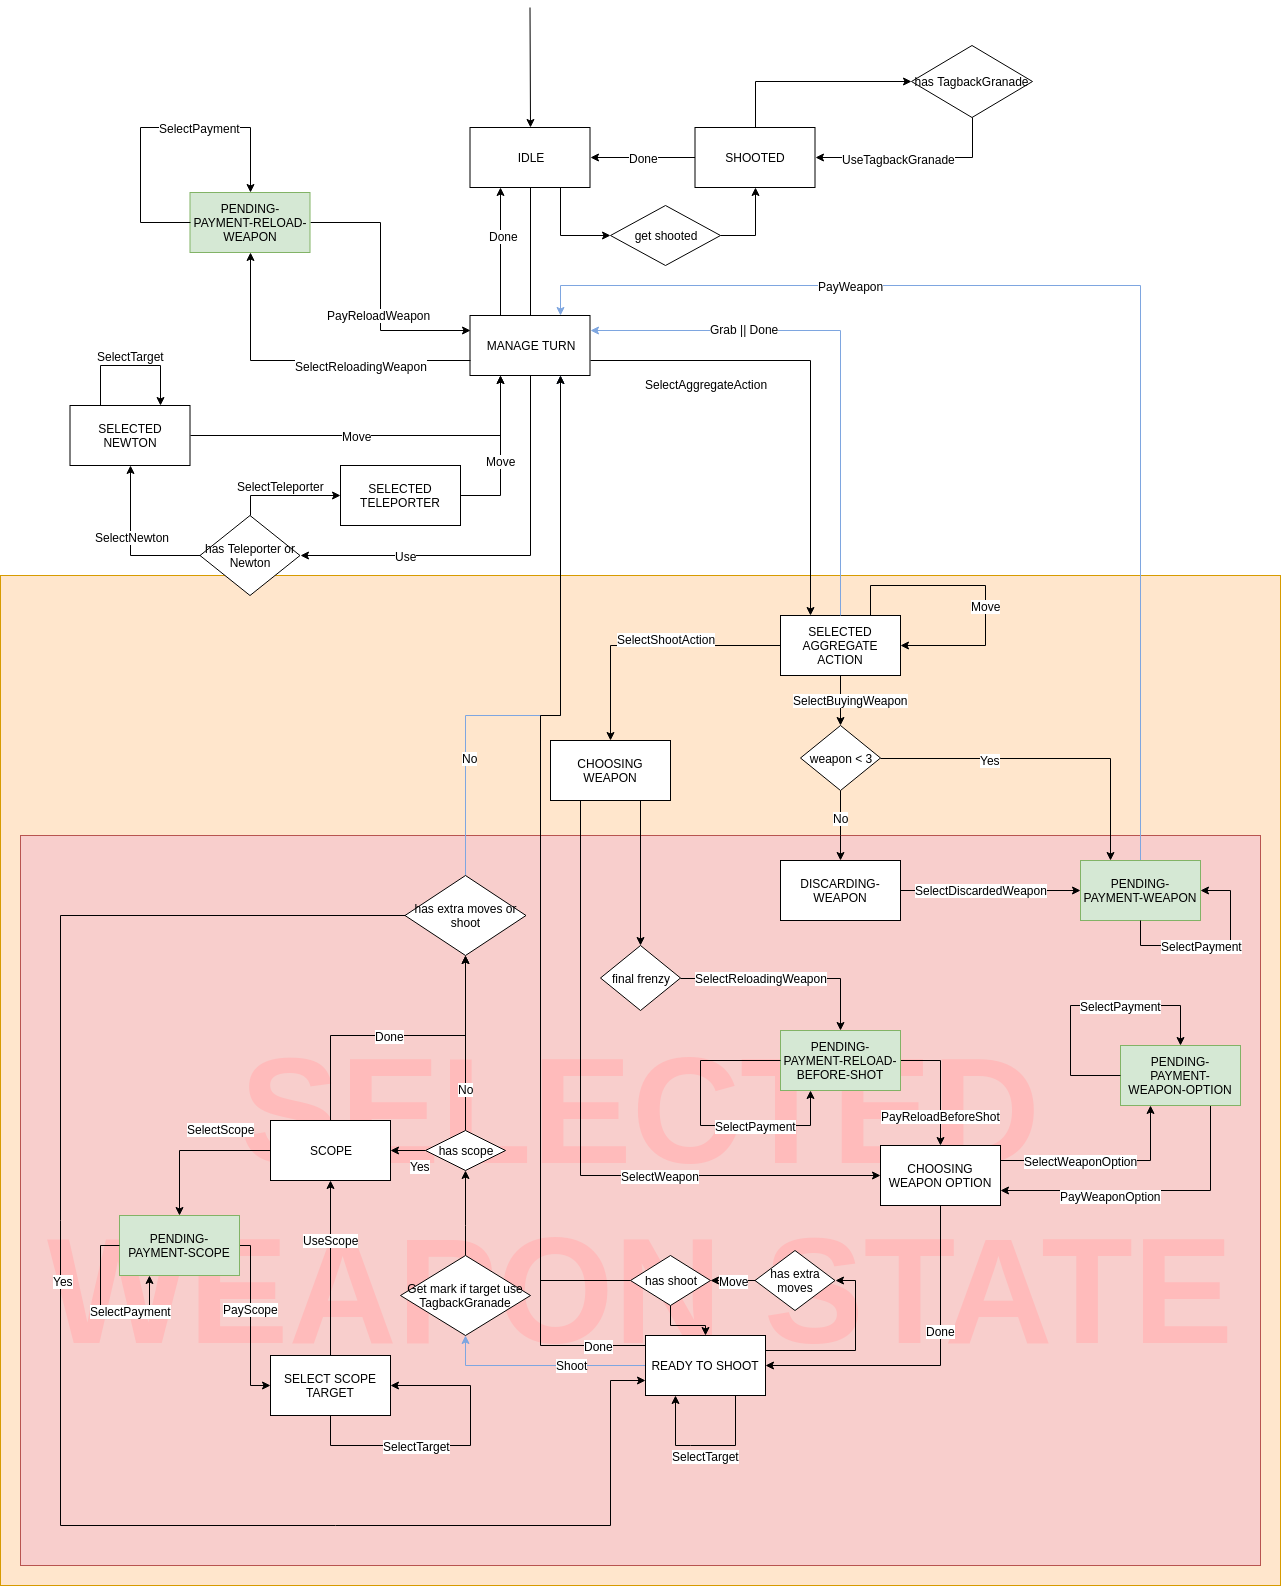 has TagbackGranade
SelectPayment
IDLE
Done
SHOOTED
UseTagbackGranade
PENDING-
PAYMENT-RELOAD-
WEAPON
Done
get shooted
PayWeapon
PayReloadWeapon
Grab || Done
MANAGE TURN
SelectTarget
SelectReloadingWeapon
SelectAggregateAction
SELECTED
NEWTON
Move
Move
SelectTeleporter
SELECTED
TELEPORTER
SelectNewton
has Teleporter or
Newton
Use
Move
SelectShootAction
SELECTED
AGGREGATE
ACTION
SelectBuyingWeapon
No
CHOOSING
WEAPON
weapon < 3
Yes
No
DISCARDING-
WEAPON
SelectDiscardedWeapon
PENDING-
PAYMENT-WEAPON
has extra moves or
shoot
SelectPayment
final frenzy
SelectReloadingWeapon
SelectPayment
Done
PENDING-
PAYMENT-RELOAD-
BEFORE-SHOT
PENDING-
PAYMENT-
WEAPON-OPTION
SELECTED
No
SelectPayment
PayReloadBeforeShot
SelectScope
SCOPE
has scope
Yes
SelectWeapon
CHOOSING
WEAPON OPTION
SelectWeaponOption
PayWeaponOption
PENDING-
PAYMENT-SCOPE
UseScope
WEAPON STATE
Yes
SelectPayment
PayScope
Get mark if target use
TagbackGranade
has shoot
Move
has extra
moves
Done
Done
Shoot
READY TO SHOOT
SELECT SCOPE
TARGET
SelectTarget
SelectTarget